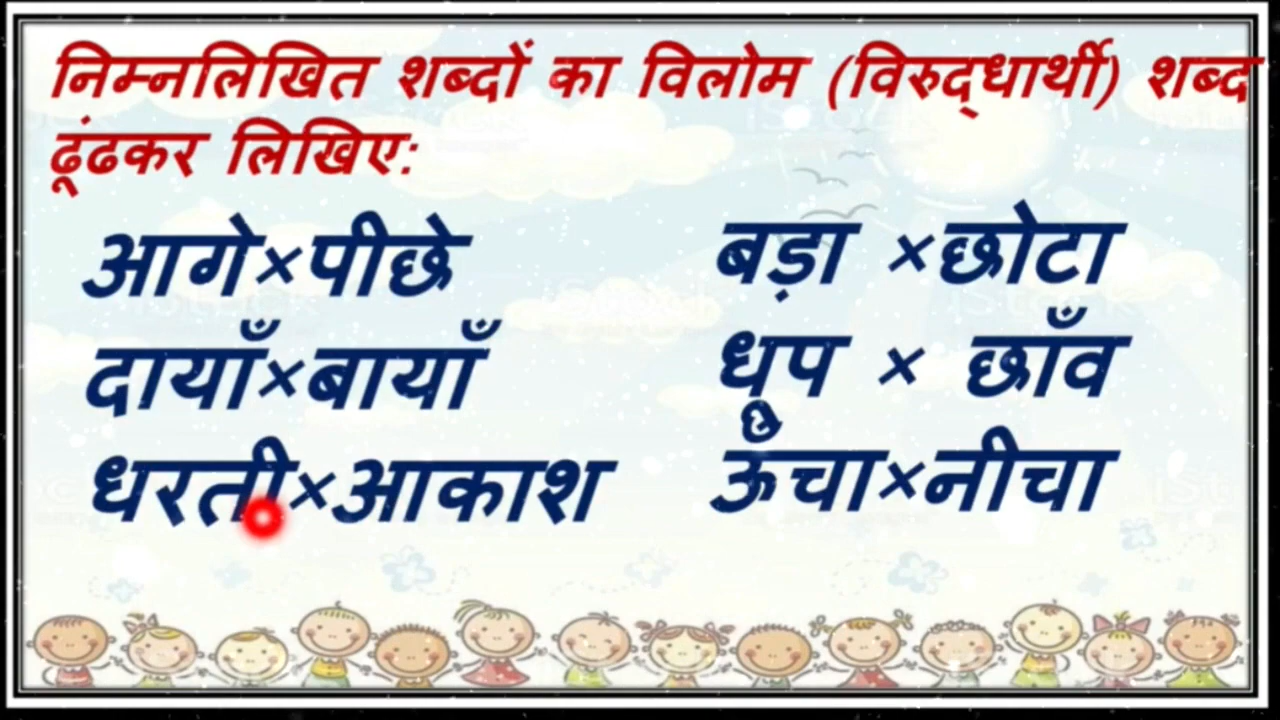 निम्नलिखित शब्दों का विलोम (विरुद्धार्थी) शब्द
ढूंढकर लिखिए:
आगे×पीछे
दायाँ×बायाँ
धरती×आकाश
बड़ा ×छोटा
धूप × छाँव
ऊँचा×नीचा